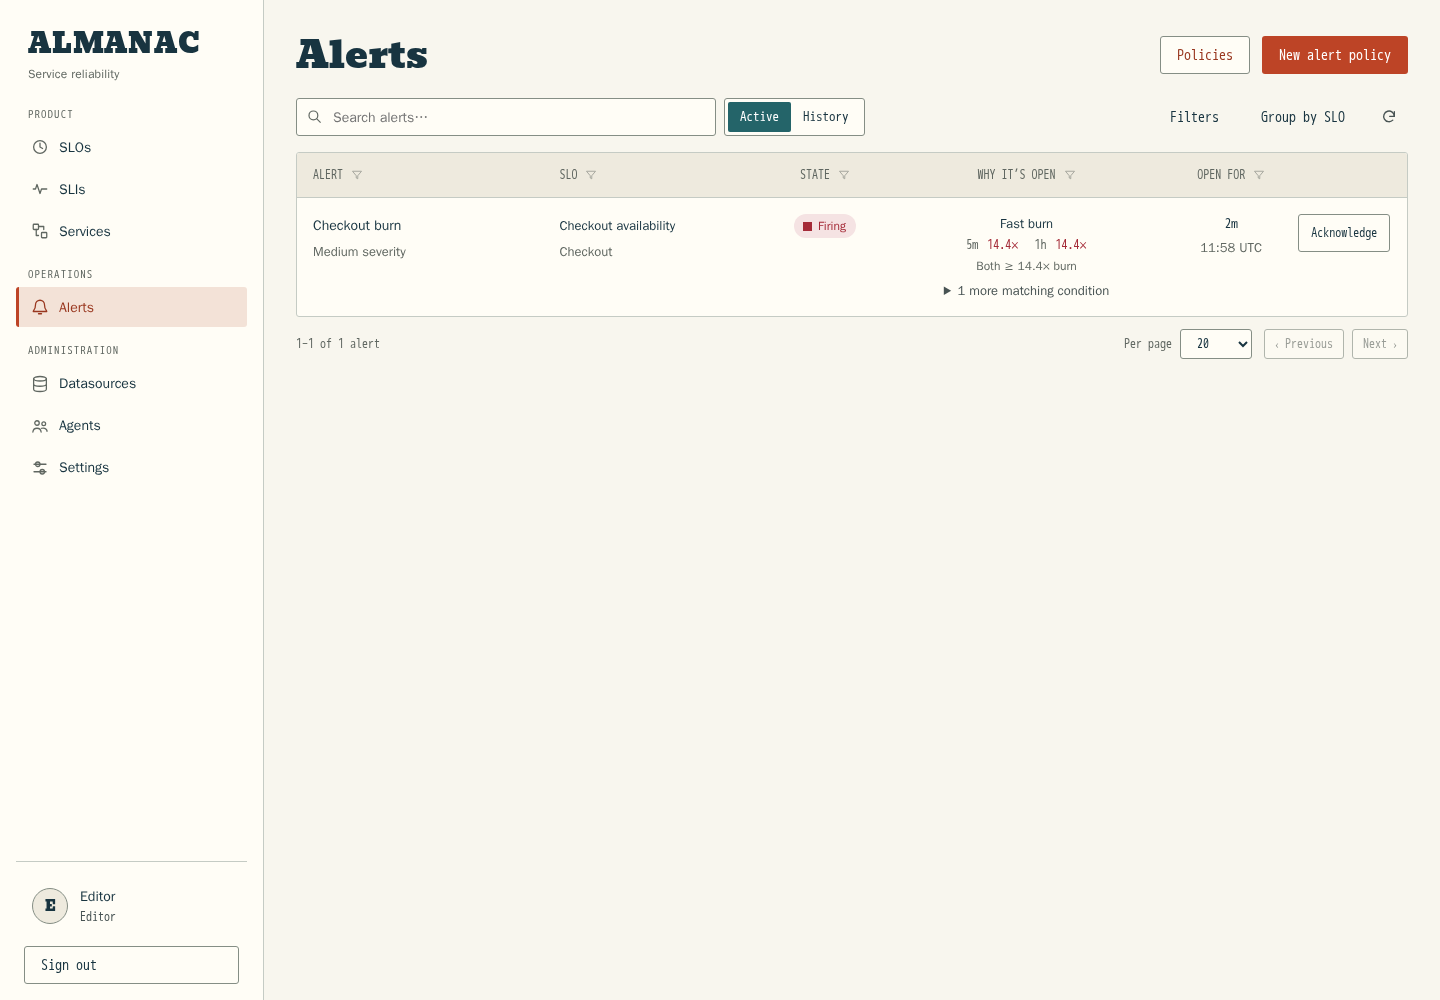 ALMANAC
Service reliability
PRODUCT
SLOs
SLIs
Services
OPERATIONS
Alerts
ADMINISTRATION
Datasources
Agents
Settings
E
Editor
Editor
Sign out
Alerts
Policies
New alert policy
Search alerts…
Active
History
Filters
Group by SLO
ALERT
SLO
STATE
WHY IT’S OPEN
OPEN FOR
Checkout burn
Medium severity
Checkout availability
Checkout
Firing
Fast burn
5m 14.4× 1h 14.4×
Both ≥ 14.4× burn
▶ 1 more matching condition
2m
11:58 UTC
Acknowledge
1–1 of 1 alert
Per page
20
‹ Previous
Next ›